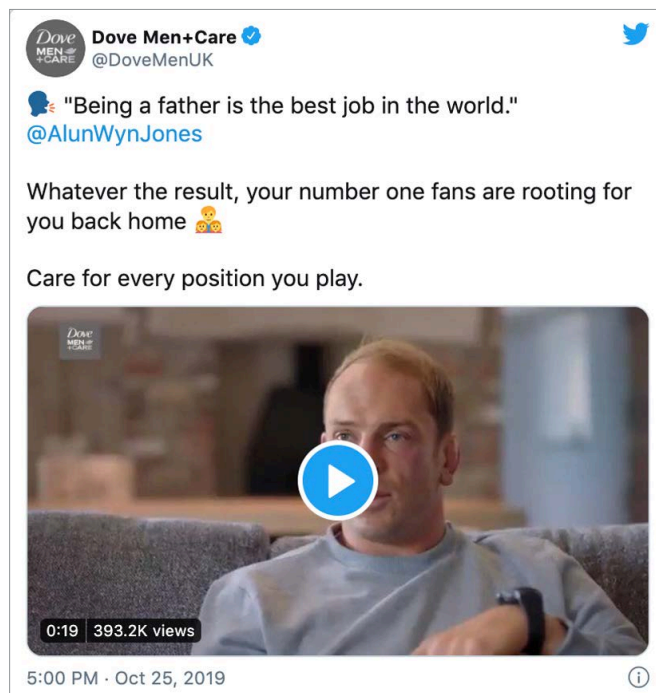 Dove
MEN
+CARE
Dove Men+Care
@DoveMenUK
"Being a father is the best job in the world."
@AlunWynJones
Whatever the result, your number one fans are rooting for
you back home
Care for every position you play.
Dove
MEN
+CARE
0:19 393.2K views
5:00 PM · Oct 25, 2019